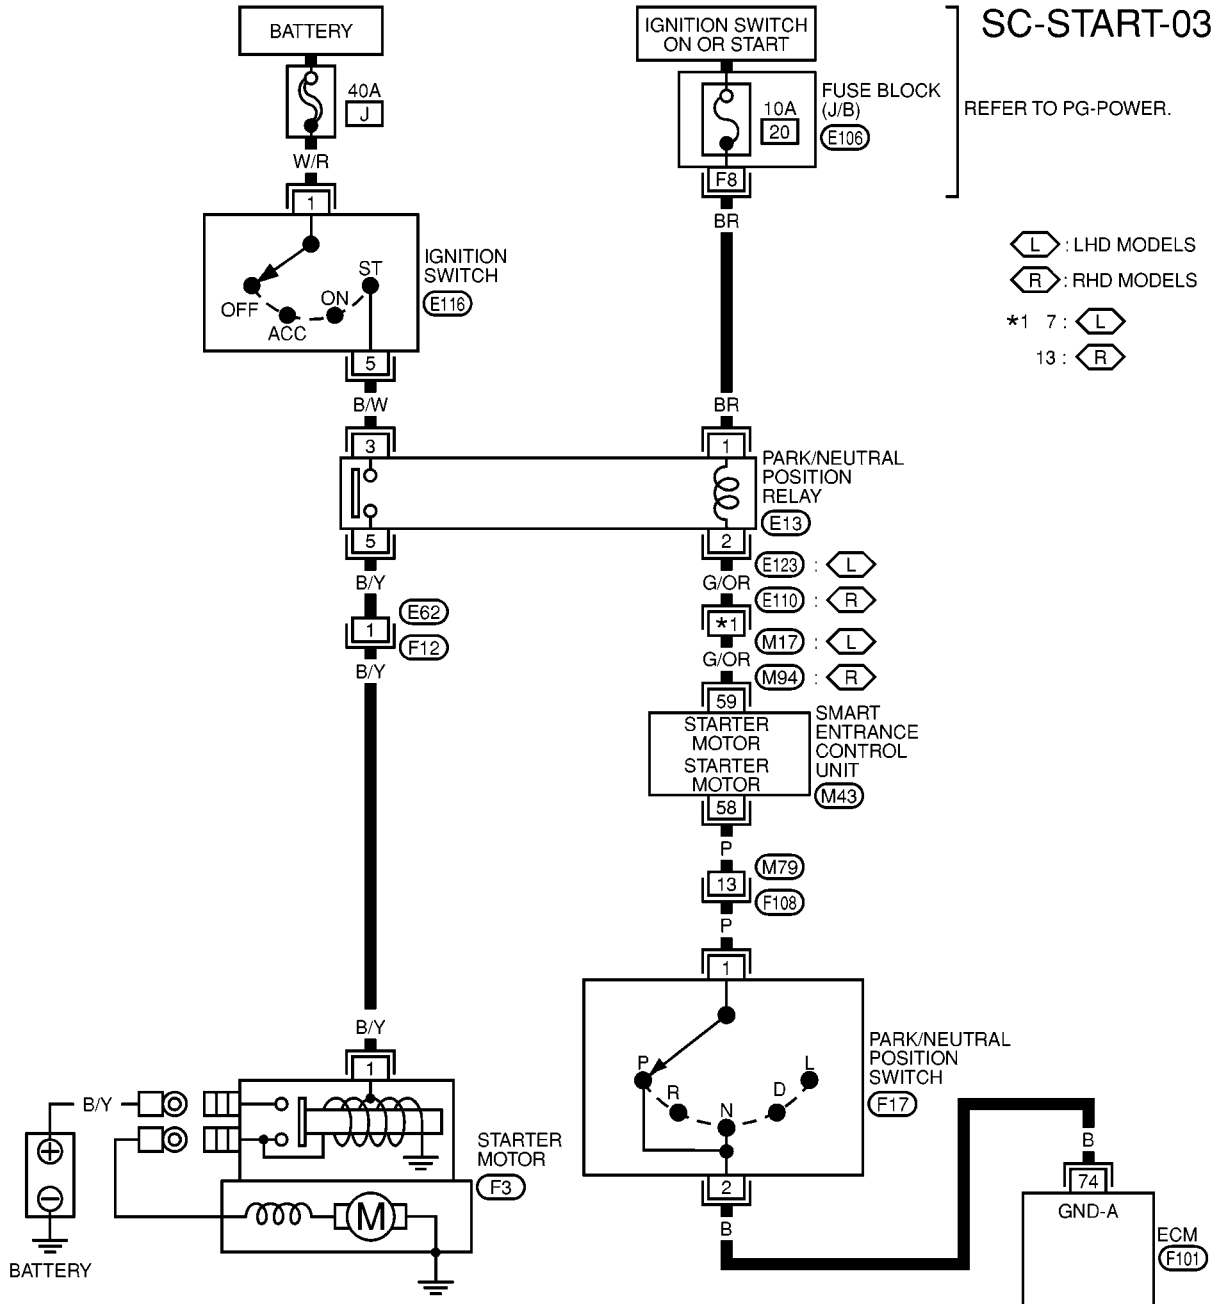 SC-START-03
BATTERY
40A
J
W/R
1
IGNITION SWITCH
ON OR START
FUSE BLOCK
(J/B)
E106
10A
20
F8
BR
REFER TO PG-POWER.
L : LHD MODELS
R : RHD MODELS
*1 7 : L
13 : R
IGNITION
SWITCH
E116
OFF
ACC
ON
ST
5
B/W
3
BR
1
PARK/NEUTRAL
POSITION
RELAY
E13
5
B/Y
1
E62
F12
B/Y
2
G/OR
*1
G/OR
E123 : L
E110 : R
M17 : L
M94 : R
59
STARTER
MOTOR
STARTER
MOTOR
58
SMART
ENTRANCE
CONTROL
UNIT
M43
P
13
M79
F108
P
1
P
R
N
D
L
PARK/NEUTRAL
POSITION
SWITCH
F17
2
B
B
74
GND-A
ECM
F101
B/Y
1
B/Y
STARTER
MOTOR
F3
M
BATTERY